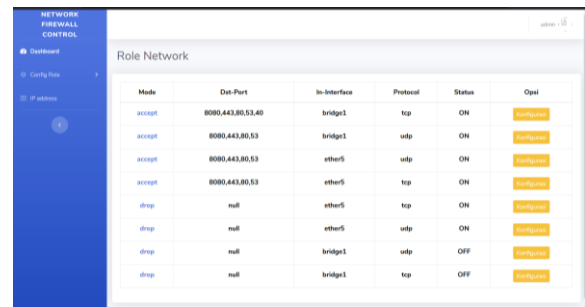 NETWORK
FIREWALL
CONTROL
admin
Dashboard
Role Network
Config Role
IP address
Mode Dst-Port In-Interface Protocol Status Opsi
accept 8080,443,80,53,40 bridge1 tcp ON Konfigurasi
accept 8080,443,80,53 bridge1 udp ON Konfigurasi
accept 8080,443,80,53 ether5 udp ON Konfigurasi
accept 8080,443,80,53 ether5 tcp ON Konfigurasi
drop null ether5 tcp ON Konfigurasi
drop null ether5 udp ON Konfigurasi
drop null bridge1 udp OFF Konfigurasi
drop null bridge1 tcp OFF Konfigurasi